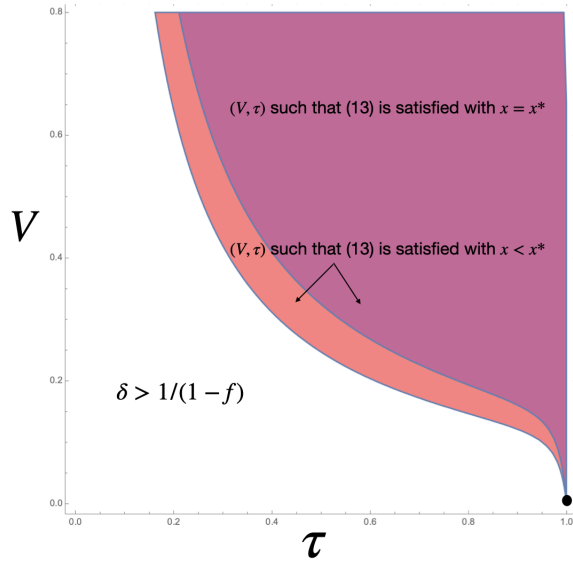 0.8
(V, τ) such that (13) is satisfied with x = x*
0.6
V
(V, τ) such that (13) is satisfied with x < x*
0.4
δ > 1/(1 − f)
0.2
0.0
0.0 0.2 0.4 0.6 0.8 1.0
τ